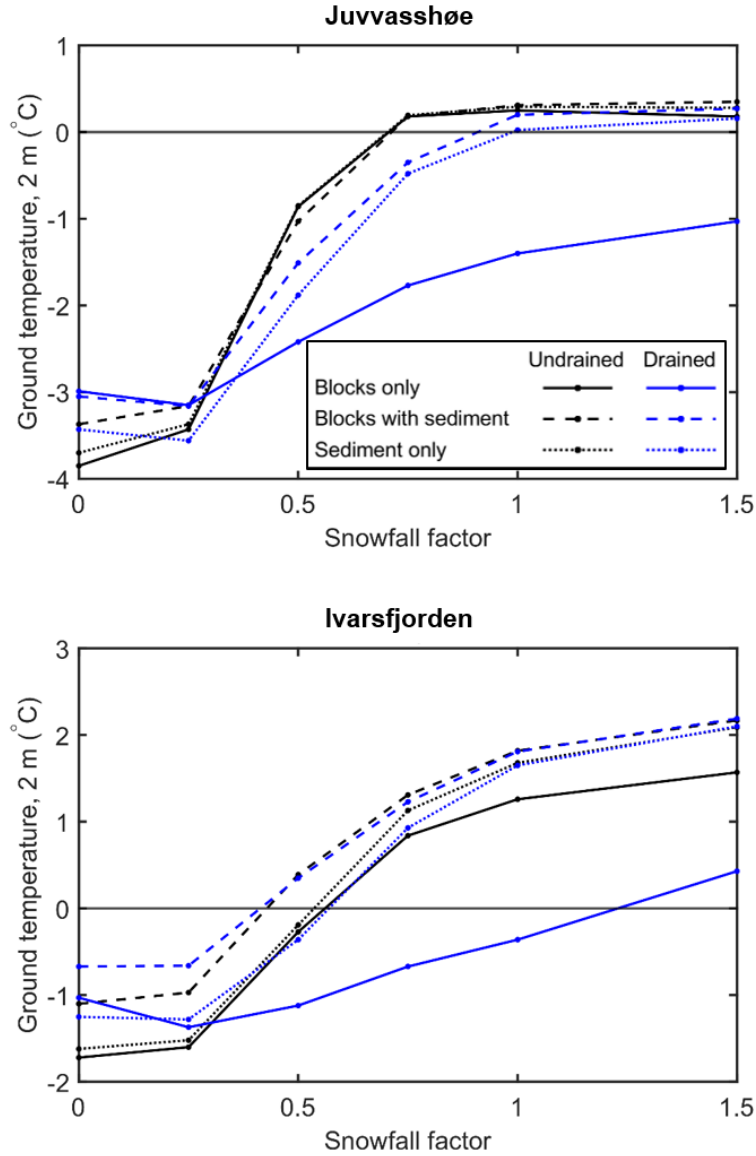 Juvvasshøe
Ground temperature, 2 m (°C)
1
0
-1
-2
-3
-4
Undrained Drained
Blocks only
Blocks with sediment
Sediment only
0 0.5 1 1.5
Snowfall factor
Ivarsfjorden
Ground temperature, 2 m (°C)
3
2
1
0
-1
-2
0 0.5 1 1.5
Snowfall factor